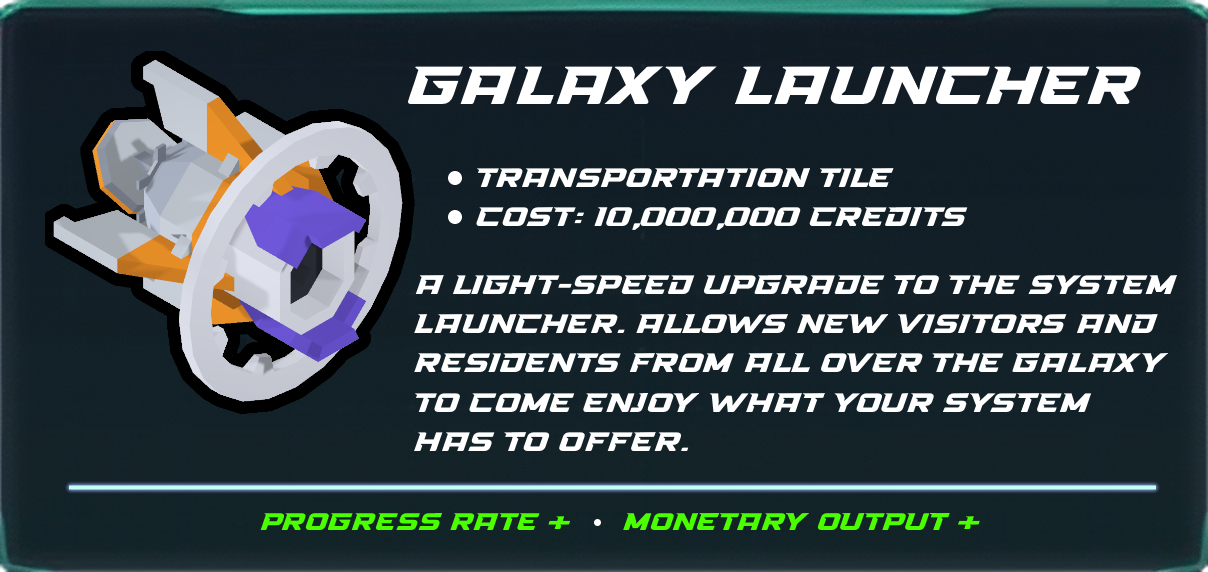 GALAXY LAUNCHER
• TRANSPORTATION TILE
• COST: 10,000,000 CREDITS
A LIGHT-SPEED UPGRADE TO THE SYSTEM
LAUNCHER. ALLOWS NEW VISITORS AND
RESIDENTS FROM ALL OVER THE GALAXY
TO COME ENJOY WHAT YOUR SYSTEM
HAS TO OFFER.
PROGRESS RATE + • MONETARY OUTPUT +